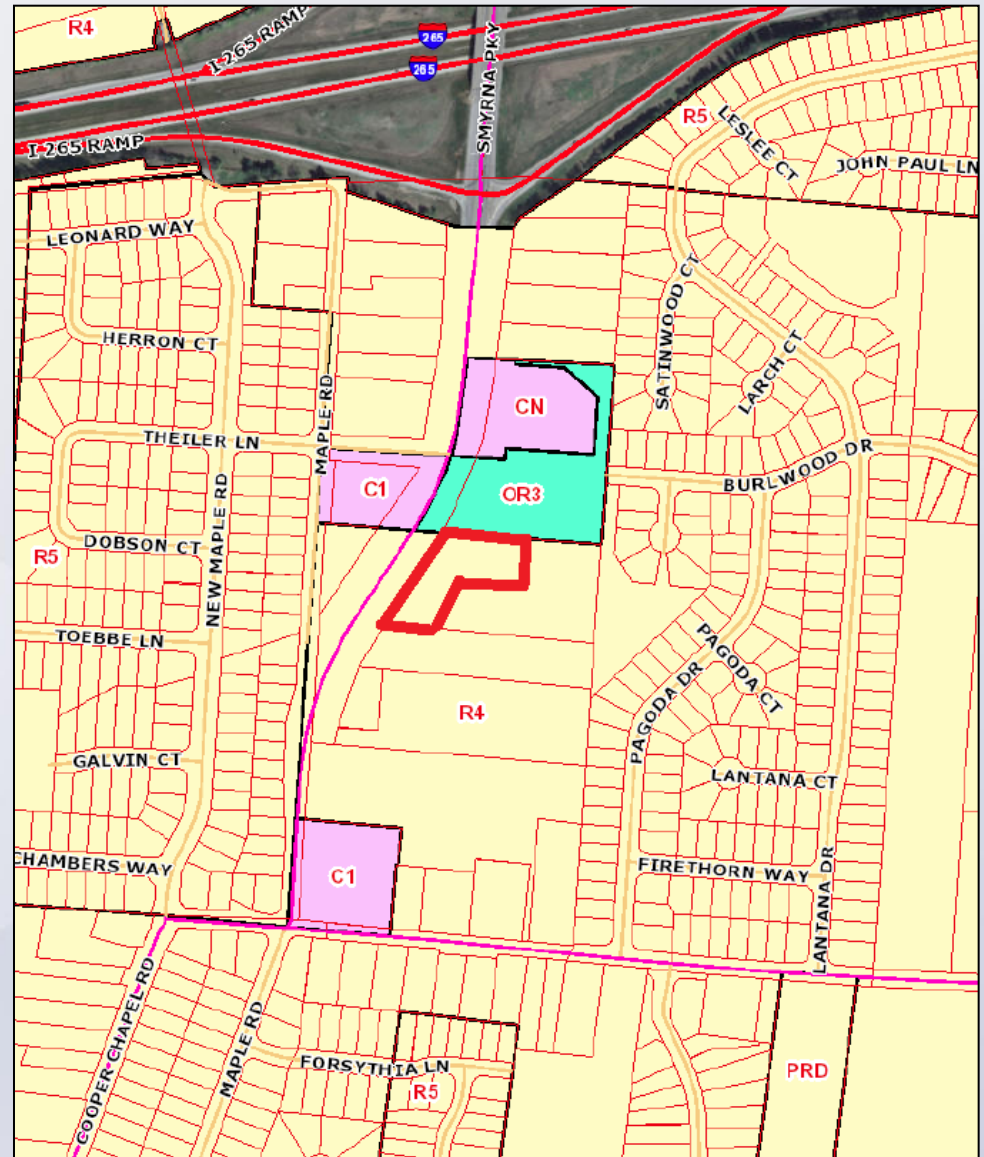 R4
I 265 RAMP
265
265
SMYRNA PKY
I 265 RAMP
R5
LESLEE CT
JOHN PAUL LN
LEONARD WAY
HERRON CT
SATINWOOD CT
LARCH CT
MAPLE RD
CN
THEILER LN
BURLWOOD DR
C1
OR3
NEW MAPLE RD
DOBSON CT
R5
TOEBBE LN
PAGODA CT
PAGODA DR
R4
GALVIN CT
LANTANA CT
CHAMBERS WAY
C1
FIRETHORN WAY
LANTANA DR
COOPER CHAPEL RD
MAPLE RD
FORSYTHIA LN
R5
PRD